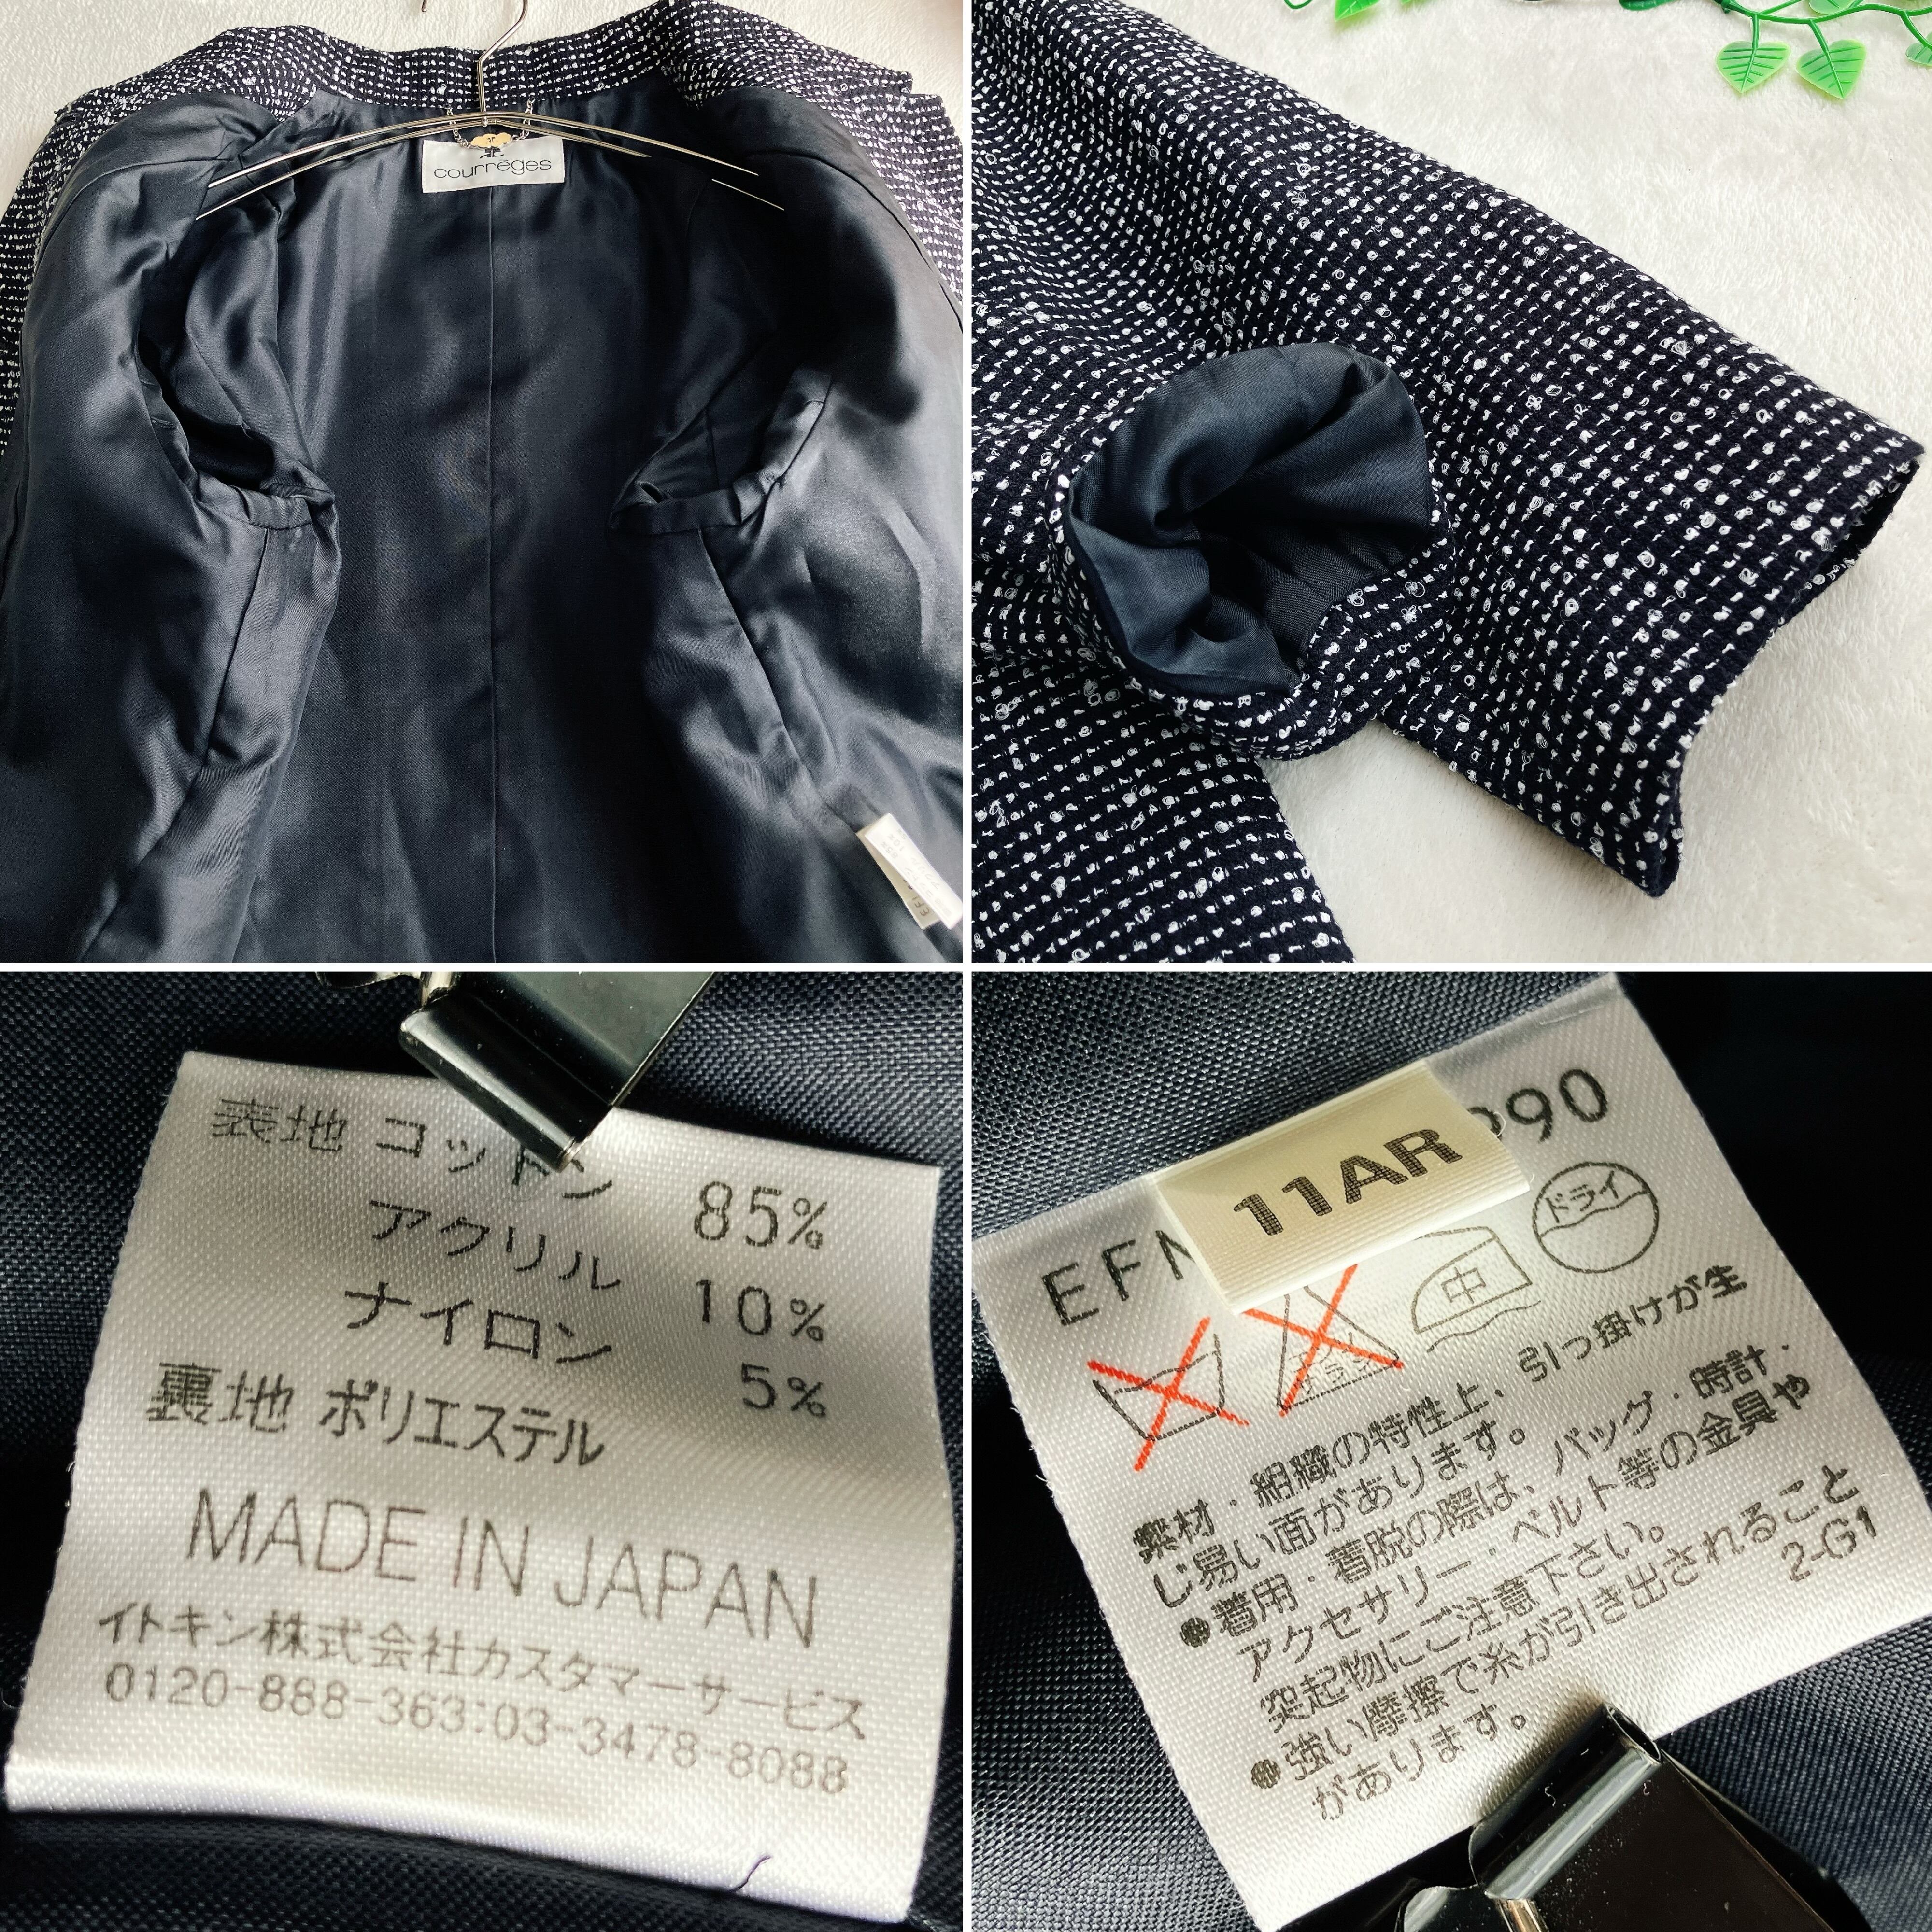 courrèges
表地 コットン 85%
アクリル 10%
ナイロン 5%
裏地 ポリエステル
MADE IN JAPAN
イトキン株式会社カスタマーサービス
0120-888-363:03-3478-8088
11AR
990
ドライ
中
素材・組織の特性上、引っ掛けが生
じ易い面があります。
●着用・着脱の際は、バッグ・時計・
アクセサリー・ベルト等の金具や
突起物にご注意下さい。
●強い摩擦で糸が引き出されること
があります。
2-G1